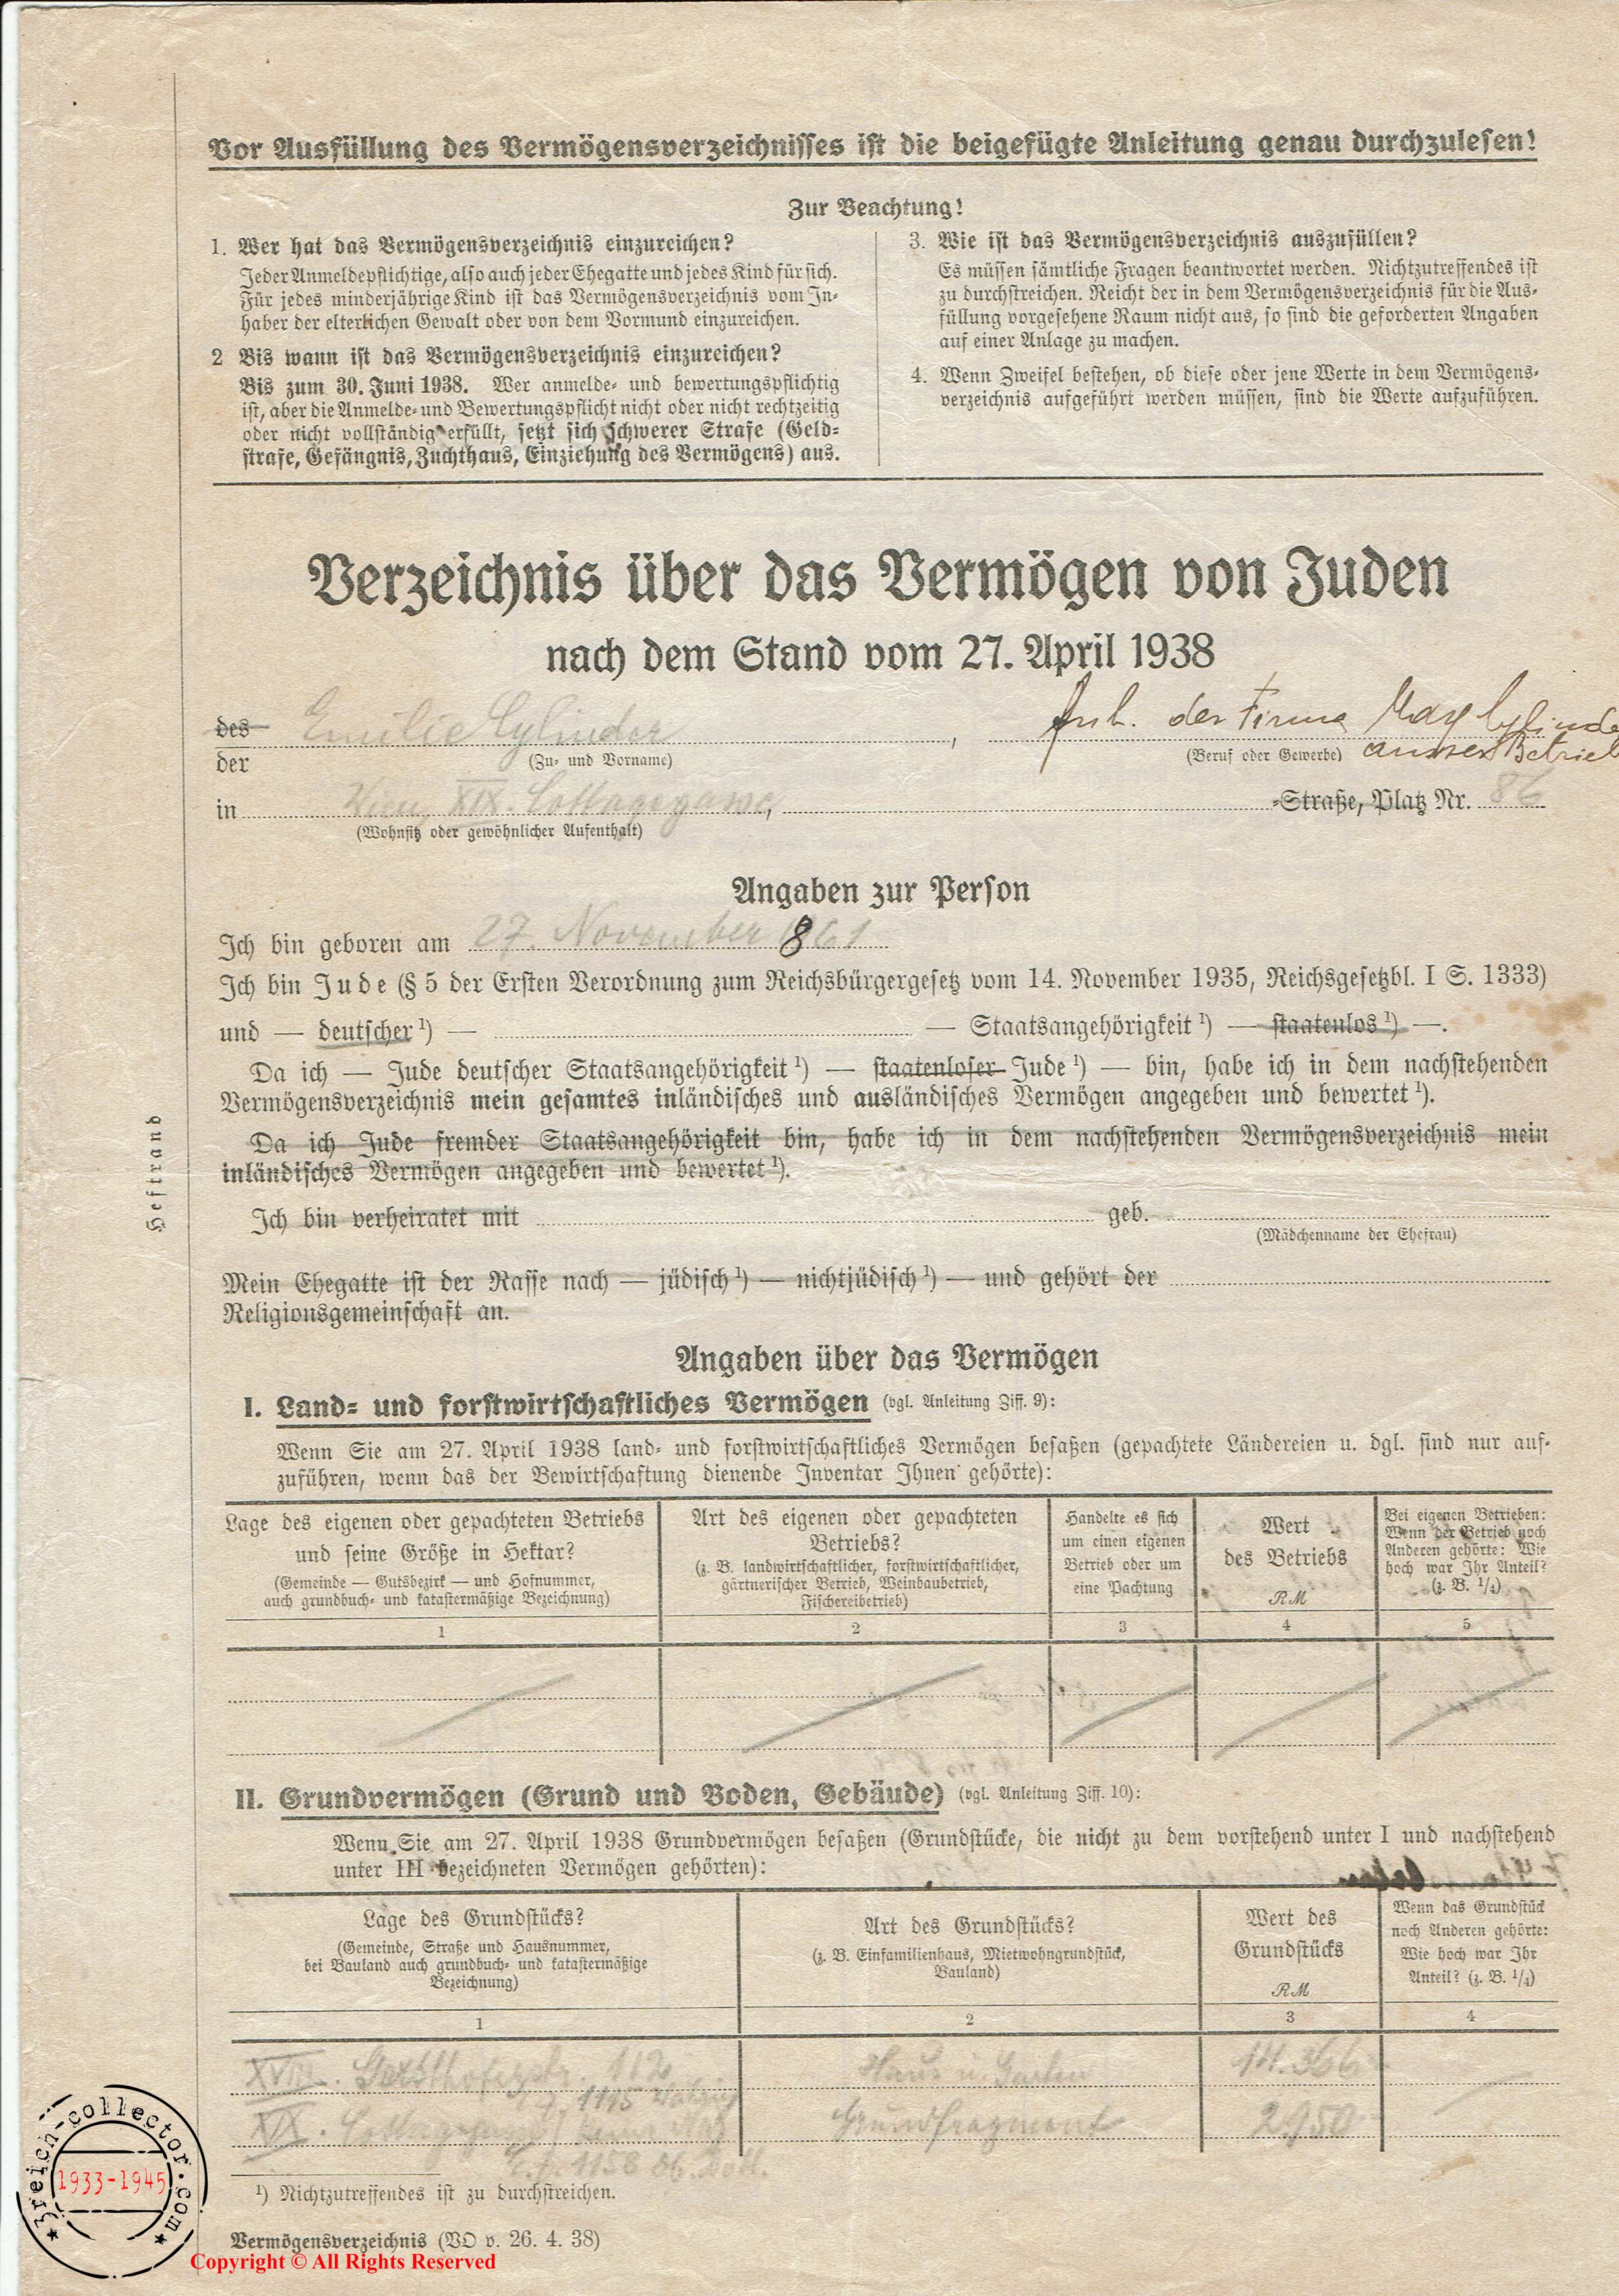 Vor Ausfüllung des Vermögensverzeichnisses ist die beigefügte Anleitung genau durchzulesen!
Zur Beachtung!
1. Wer hat das Vermögensverzeichnis einzureichen?
Jeder Anmeldepflichtige, also auch jeder Ehegatte und jedes Kind für sich.
Für jedes minderjährige Kind ist das Vermögensverzeichnis vom In-
haber der elterlichen Gewalt oder von dem Vormund einzureichen.
2 Bis wann ist das Vermögensverzeichnis einzureichen?
Bis zum 30. Juni 1938. Wer anmelde- und bewertungspflichtig
ist, aber die Anmelde- und Bewertungspflicht nicht oder nicht rechtzeitig
oder nicht vollständig erfüllt, setzt sich schwerer Strafe (Geld-
strafe, Gefängnis, Zuchthaus, Einziehung des Vermögens) aus.
3. Wie ist das Vermögensverzeichnis auszufüllen?
Es müssen sämtliche Fragen beantwortet werden. Nichtzutreffendes ist
zu durchstreichen. Reicht der in dem Vermögensverzeichnis für die Aus-
füllung vorgesehene Raum nicht aus, so sind die geforderten Angaben
auf einer Anlage zu machen.
4. Wenn Zweifel bestehen, ob diese oder jene Werte in dem Vermögens-
verzeichnis aufgeführt werden müssen, sind die Werte aufzuführen.
Verzeichnis über das Vermögen von Juden
nach dem Stand vom 27. April 1938
des Emilie Cylinder, Inh. der Firma Max Cylinder
der (Zu- und Vorname) (Beruf oder Gewerbe) ausser Betrieb
in Wien, XIX. Cottagegasse, -Straße, Platz Nr. 86
(Wohnsitz oder gewöhnlicher Aufenthalt)
Angaben zur Person
Ich bin geboren am 27. November 1861
Ich bin Jude (§ 5 der Ersten Verordnung zum Reichsbürgergesetz vom 14. November 1935, Reichsgesetzbl. I S. 1333)
und — deutscher ¹) — — Staatsangehörigkeit ¹) — staatenlos ¹) —.
Da ich — Jude deutscher Staatsangehörigkeit ¹) — staatenloser Jude ¹) — bin, habe ich in dem nachstehenden
Vermögensverzeichnis mein gesamtes inländisches und ausländisches Vermögen angegeben und bewertet ¹).
Da ich Jude fremder Staatsangehörigkeit bin, habe ich in dem nachstehenden Vermögensverzeichnis mein
inländisches Vermögen angegeben und bewertet ¹).
Ich bin verheiratet mit geb.
(Mädchenname der Ehefrau)
Mein Ehegatte ist der Rasse nach — jüdisch ¹) — nichtjüdisch ¹) — und gehört der
Religionsgemeinschaft an.
Heftrand
Angaben über das Vermögen
I. Land- und forstwirtschaftliches Vermögen (vgl. Anleitung Ziff. 9):
Wenn Sie am 27. April 1938 land- und forstwirtschaftliches Vermögen besaßen (gepachtete Ländereien u. dgl. sind nur auf-
zuführen, wenn das der Bewirtschaftung dienende Inventar Ihnen gehörte):
Lage des eigenen oder gepachteten Betriebs
und seine Größe in Hektar?
(Gemeinde — Gutsbezirk — und Hofnummer,
auch grundbuch- und katastermäßige Bezeichnung)
1
Art des eigenen oder gepachteten
Betriebs?
(z. B. landwirtschaftlicher, forstwirtschaftlicher,
gärtnerischer Betrieb, Weinbaubetrieb,
Fischereibetrieb)
2
Handelte es sich
um einen eigenen
Betrieb oder um
eine Pachtung
3
Wert
des Betriebs
RM
4
Bei eigenen Betrieben:
Wenn der Betrieb noch
Anderen gehörte: Wie
hoch war Ihr Anteil?
(z. B. 1/4)
5
II. Grundvermögen (Grund und Boden, Gebäude) (vgl. Anleitung Ziff. 10):
Wenn Sie am 27. April 1938 Grundvermögen besaßen (Grundstücke, die nicht zu dem vorstehend unter I und nachstehend
unter III bezeichneten Vermögen gehörten):
Lage des Grundstücks?
(Gemeinde, Straße und Hausnummer,
bei Bauland auch grundbuch- und katastermäßige
Bezeichnung)
1
Art des Grundstücks?
(z. B. Einfamilienhaus, Mietwohngrundstück,
Bauland)
2
Wert des
Grundstücks
RM
3
Wenn das Grundstück
noch Anderen gehörte:
Wie hoch war Ihr
Anteil? (z. B. 1/4)
4
XVIII. Gersthoferstr. 112 Haus u. Garten 14.366
1145 Währing
XIX. Cottagegasse Grundfragment 2950
E. Z. 1158 Ob. Döbl.
¹) Nichtzutreffendes ist zu durchstreichen.
Vermögensverzeichnis (VO v. 26. 4. 38)
3reich-collector.com
1933-1945
Copyright © All Rights Reserved